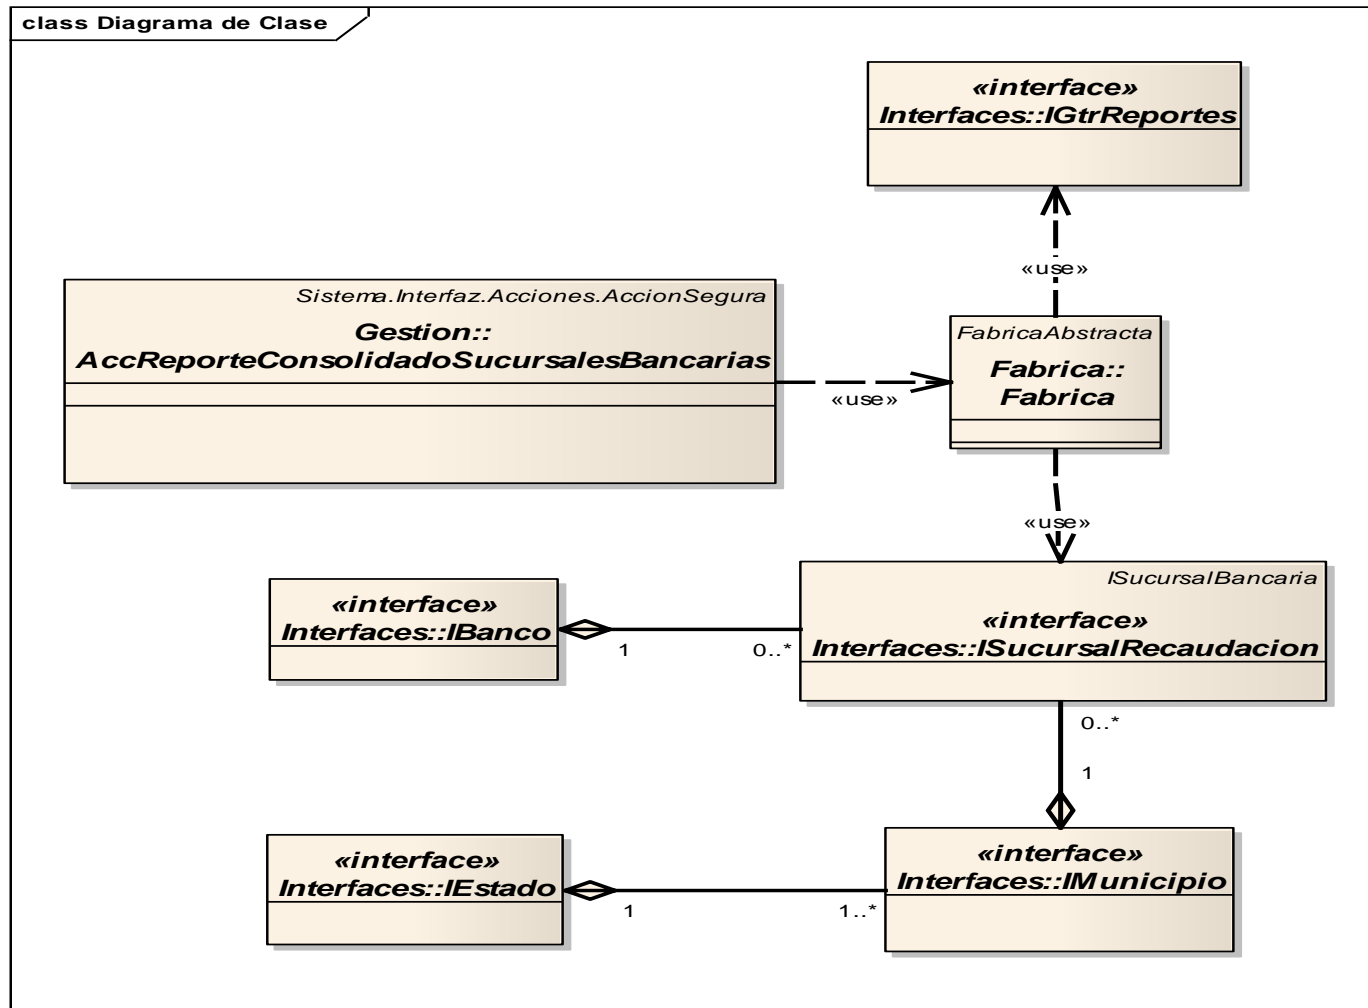 class Diagrama de Clase
«interface»
Interfaces::IGtrReportes
«use»
Sistema.Interfaz.Acciones.AccionSegura
Gestion::
AccReporteConsolidadoSucursalesBancarias
«use»
FabricaAbstracta
Fabrica::
Fabrica
«use»
ISucursalBancaria
«interface»
Interfaces::ISucursalRecaudacion
«interface»
Interfaces::IBanco
1
0..*
0..*
1
«interface»
Interfaces::IEstado
1
1..*
«interface»
Interfaces::IMunicipio